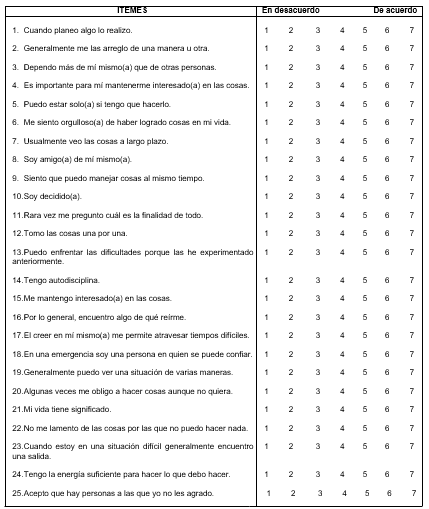 ITEMES En desacuerdo De acuerdo
1. Cuando planeo algo lo realizo. 1 2 3 4 5 6 7
2. Generalmente me las arreglo de una manera u otra. 1 2 3 4 5 6 7
3. Dependo más de mí mismo(a) que de otras personas. 1 2 3 4 5 6 7
4. Es importante para mí mantenerme interesado(a) en las cosas. 1 2 3 4 5 6 7
5. Puedo estar solo(a) si tengo que hacerlo. 1 2 3 4 5 6 7
6. Me siento orgulloso(a) de haber logrado cosas en mi vida. 1 2 3 4 5 6 7
7. Usualmente veo las cosas a largo plazo. 1 2 3 4 5 6 7
8. Soy amigo(a) de mí mismo(a). 1 2 3 4 5 6 7
9. Siento que puedo manejar cosas al mismo tiempo. 1 2 3 4 5 6 7
10.Soy decidido(a). 1 2 3 4 5 6 7
11.Rara vez me pregunto cuál es la finalidad de todo. 1 2 3 4 5 6 7
12.Tomo las cosas una por una. 1 2 3 4 5 6 7
13.Puedo enfrentar las dificultades porque las he experimentado 1 2 3 4 5 6 7
anteriormente.
14.Tengo autodisciplina. 1 2 3 4 5 6 7
15.Me mantengo interesado(a) en las cosas. 1 2 3 4 5 6 7
16.Por lo general, encuentro algo de qué reírme. 1 2 3 4 5 6 7
17.El creer en mí mismo(a) me permite atravesar tiempos difíciles. 1 2 3 4 5 6 7
18.En una emergencia soy una persona en quien se puede confiar. 1 2 3 4 5 6 7
19.Generalmente puedo ver una situación de varias maneras. 1 2 3 4 5 6 7
20.Algunas veces me obligo a hacer cosas aunque no quiera. 1 2 3 4 5 6 7
21.Mi vida tiene significado. 1 2 3 4 5 6 7
22.No me lamento de las cosas por las que no puedo hacer nada. 1 2 3 4 5 6 7
23.Cuando estoy en una situación difícil generalmente encuentro 1 2 3 4 5 6 7
una salida.
24.Tengo la energía suficiente para hacer lo que debo hacer. 1 2 3 4 5 6 7
25.Acepto que hay personas a las que yo no les agrado. 1 2 3 4 5 6 7